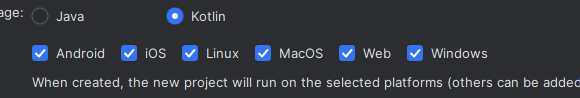 age: Java Kotlin
Android iOS Linux MacOS Web Windows
When created, the new project will run on the selected platforms (others can be added